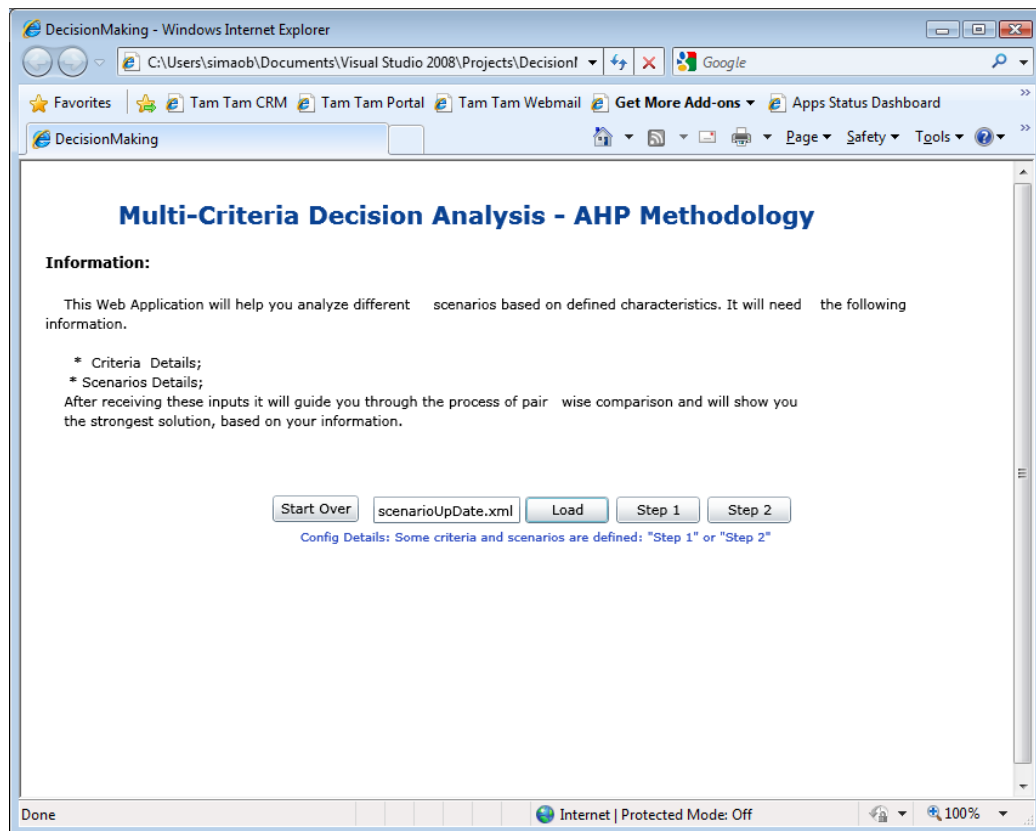 DecisionMaking - Windows Internet Explorer
C:\Users\simaob\Documents\Visual Studio 2008\Projects\Decision Google
Favorites Tam Tam CRM Tam Tam Portal Tam Tam Webmail Get More Add-ons Apps Status Dashboard »
DecisionMaking Page Safety Tools »
Multi-Criteria Decision Analysis - AHP Methodology
Information:
This Web Application will help you analyze different scenarios based on defined characteristics. It will need the following
information.
* Criteria Details;
* Scenarios Details;
After receiving these inputs it will guide you through the process of pair wise comparison and will show you
the strongest solution, based on your information.
Start Over scenarioUpDate.xml Load Step 1 Step 2
Config Details: Some criteria and scenarios are defined: "Step 1" or "Step 2"
Done Internet | Protected Mode: Off 100%